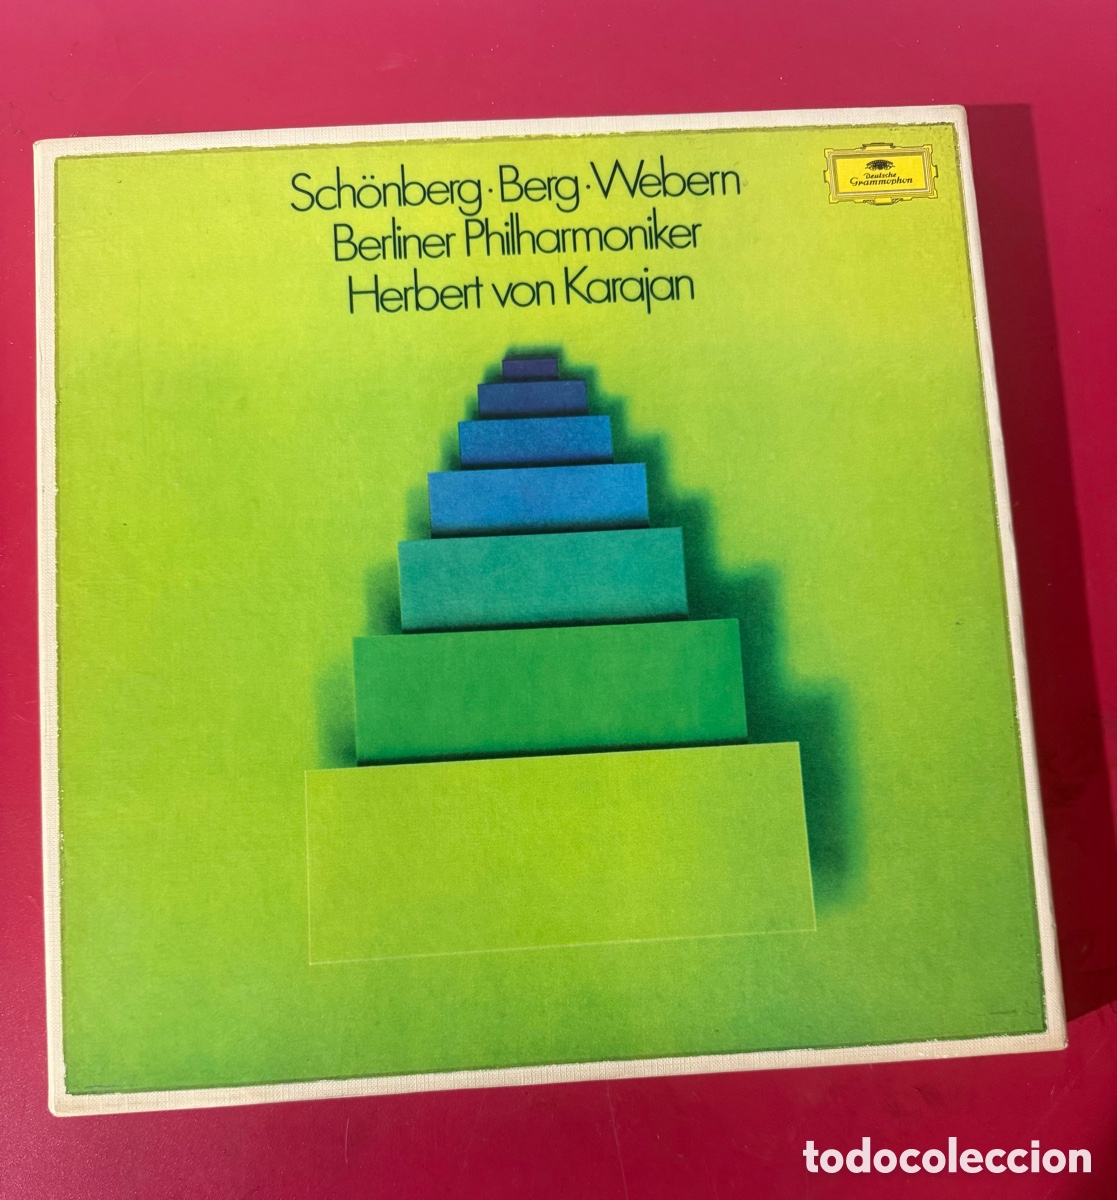 Schönberg·Berg·Webern
Berliner Philharmoniker
Herbert von Karajan
Deutsche
Grammophon
todocoleccion